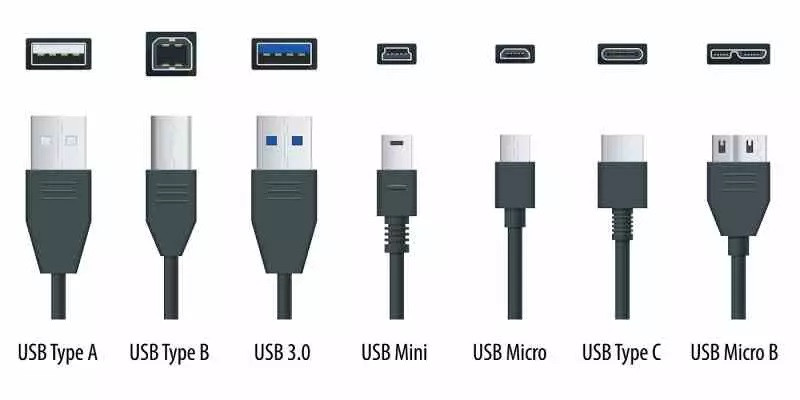 USB Type A
USB Type B
USB 3.0
USB Mini
USB Micro
USB Type C
USB Micro B